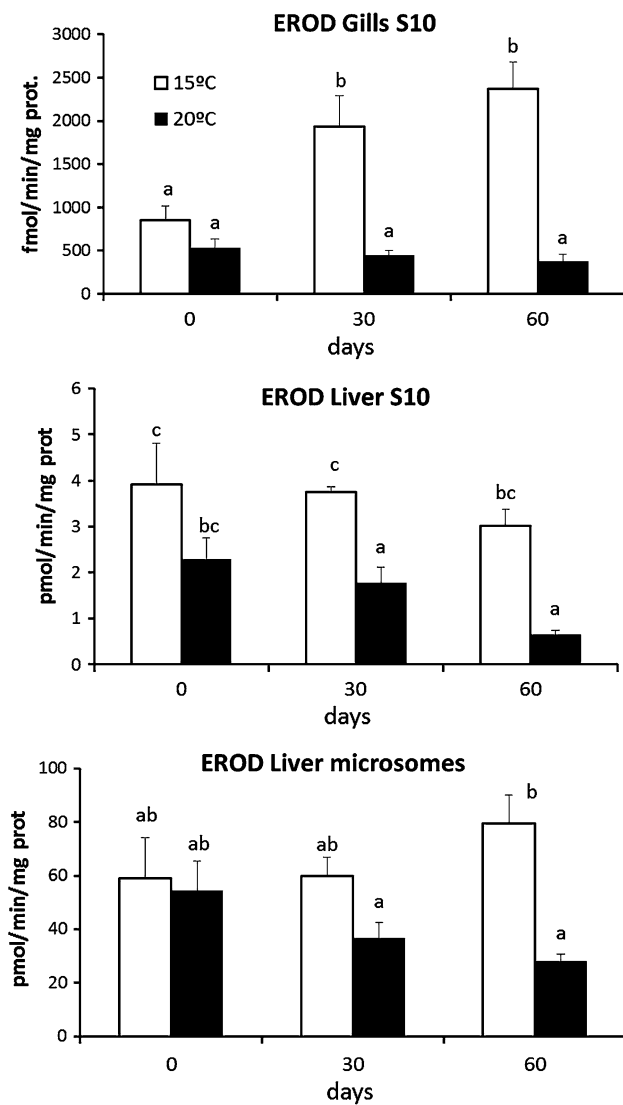 EROD Gills S10
fmol/min/mg prot.
3000
2500
2000
1500
1000
500
0
15ºC
20ºC
a
a
b
a
b
a
0
30
60
days
EROD Liver S10
pmol/min/mg prot
6
5
4
3
2
1
0
c
bc
c
a
bc
a
0
30
60
days
EROD Liver microsomes
pmol/min/mg prot
100
80
60
40
20
0
ab
ab
ab
a
b
a
0
30
60
days